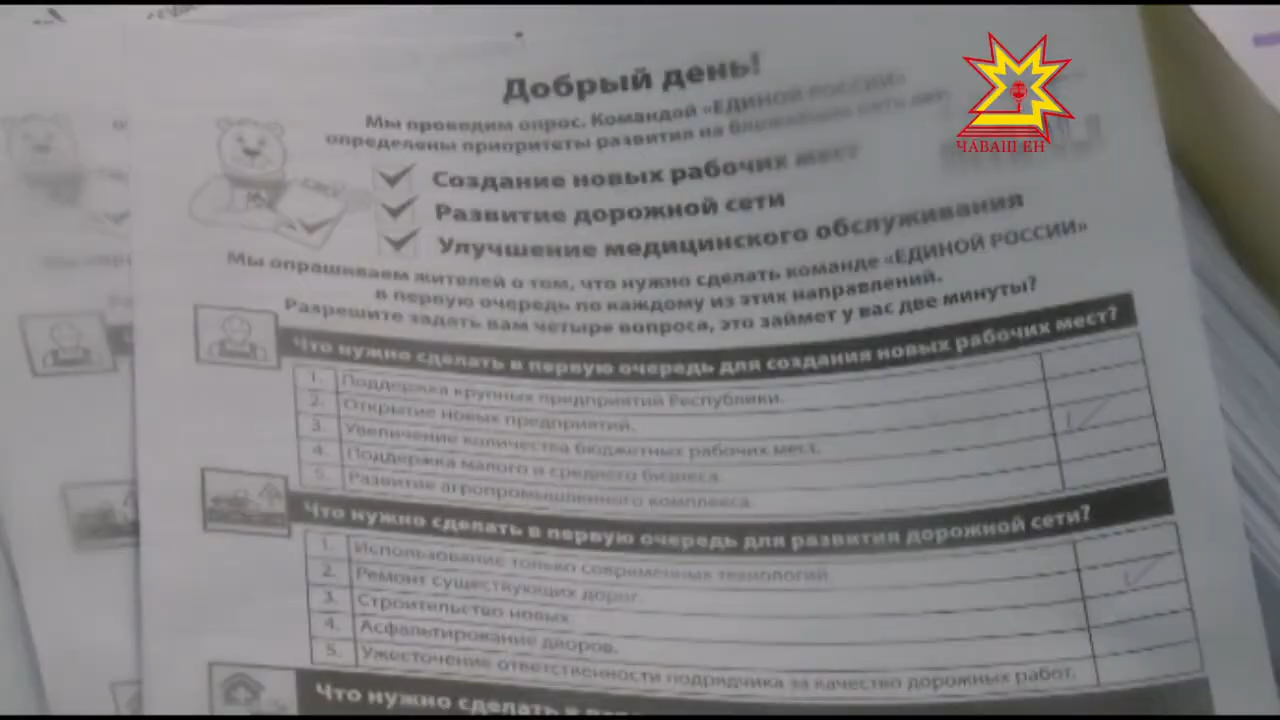 ЧĂВАШ ЕН
Добрый день!
Мы проводим опрос. Командой «ЕДИНОЙ РОССИИ»
определены приоритеты развития на ближайшие пять лет:
Создание новых рабочих мест
Развитие дорожной сети
Улучшение медицинского обслуживания
Мы опрашиваем жителей о том, что нужно сделать команде «ЕДИНОЙ РОССИИ»
в первую очередь по каждому из этих направлений.
Разрешите задать вам четыре вопроса, это займет у вас две минуты?
Что нужно сделать в первую очередь для создания новых рабочих мест?
1. Поддержка крупных предприятий Республики.
2. Открытие новых предприятий.
3. Увеличение количества бюджетных рабочих мест.
4. Поддержка малого и среднего бизнеса.
5. Развитие агропромышленного комплекса.
Что нужно сделать в первую очередь для развития дорожной сети?
1. Использование только современных технологий.
2. Ремонт существующих дорог.
3. Строительство новых.
4. Асфальтирование дворов.
5. Ужесточение ответственности подрядчика за качество дорожных работ.
Что нужно сделать в